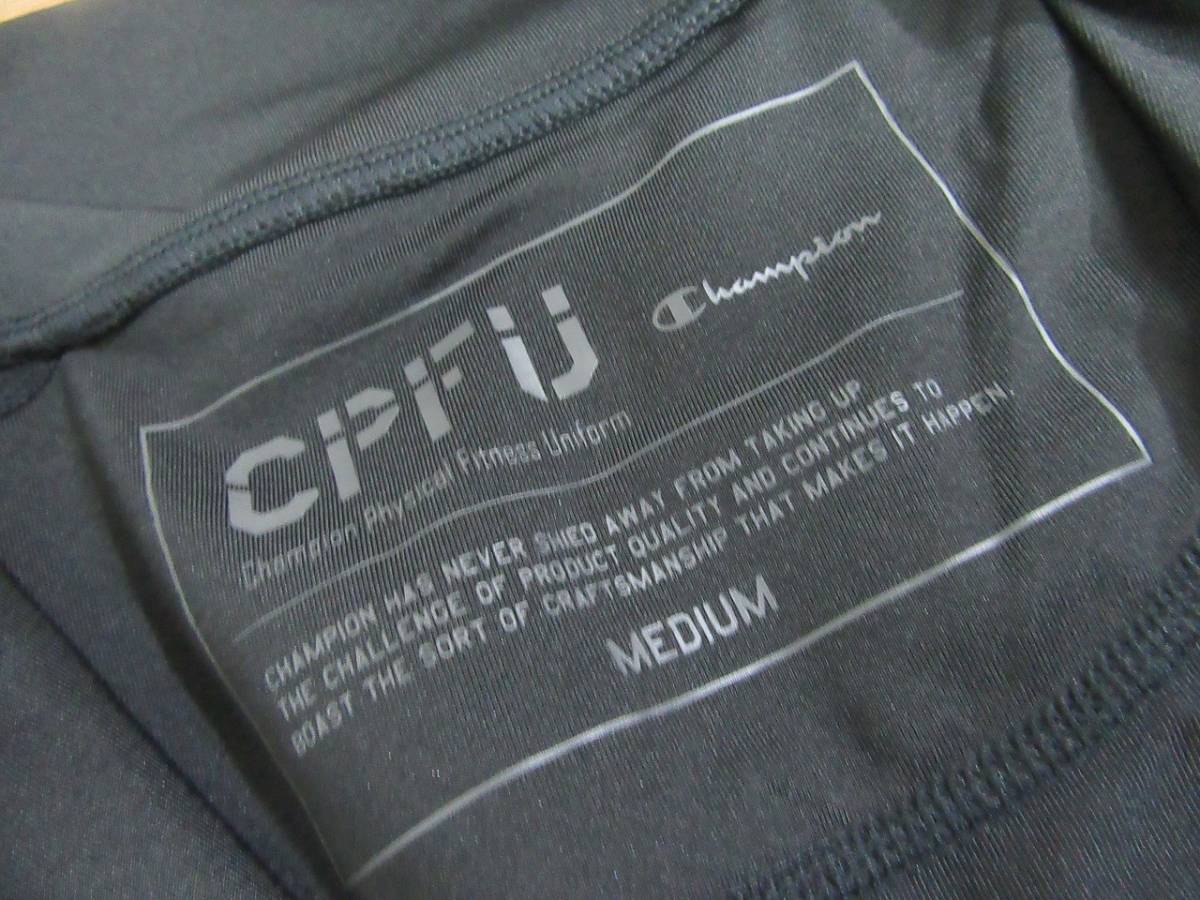 CPFU
Champion
Champion Physical Fitness Uniform
CHAMPION HAS NEVER SHIED AWAY FROM TAKING UP
THE CHALLENGE OF PRODUCT QUALITY AND CONTINUES TO
BOAST THE SORT OF CRAFTSMANSHIP THAT MAKES IT HAPPEN.
MEDIUM